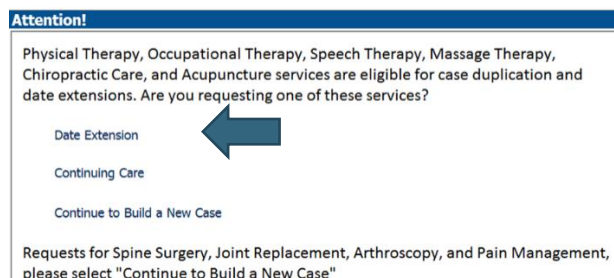 Attention!
Physical Therapy, Occupational Therapy, Speech Therapy, Massage Therapy,
Chiropractic Care, and Acupuncture services are eligible for case duplication and
date extensions. Are you requesting one of these services?
Date Extension
Continuing Care
Continue to Build a New Case
Requests for Spine Surgery, Joint Replacement, Arthroscopy, and Pain Management,
please select "Continue to Build a New Case"